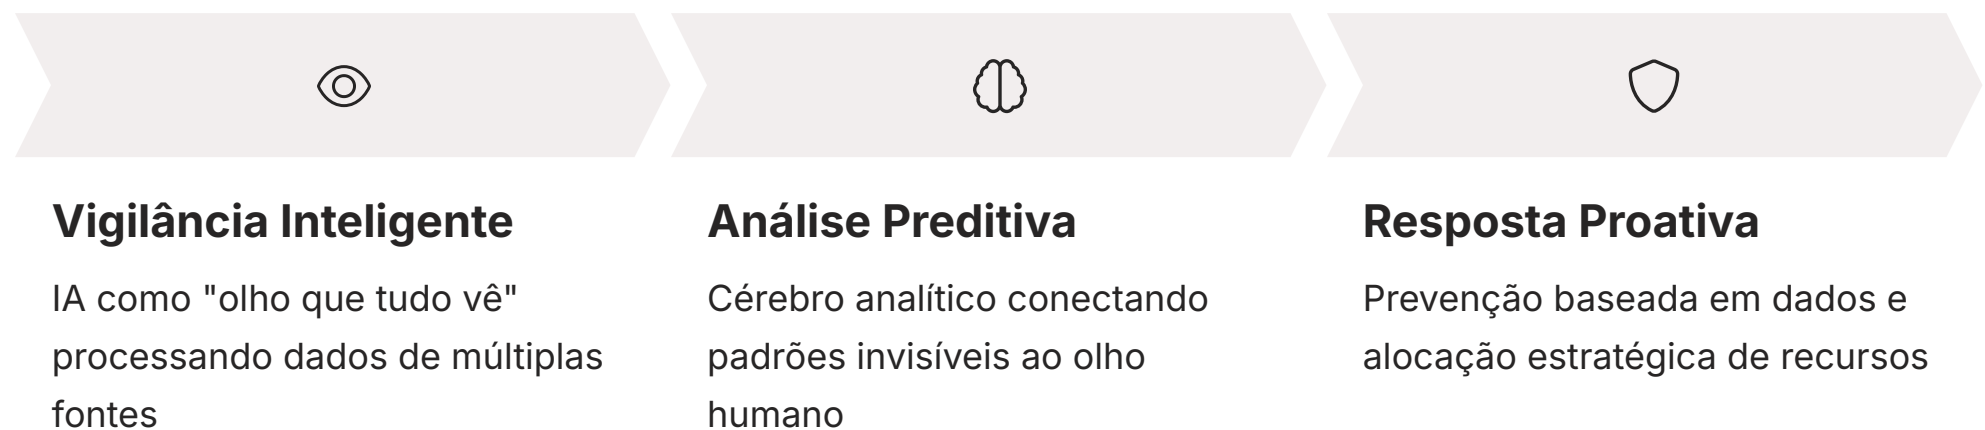 Vigilância Inteligente
IA como "olho que tudo vê"
processando dados de múltiplas
fontes
Análise Preditiva
Cérebro analítico conectando
padrões invisíveis ao olho
humano
Resposta Proativa
Prevenção baseada em dados e
alocação estratégica de recursos